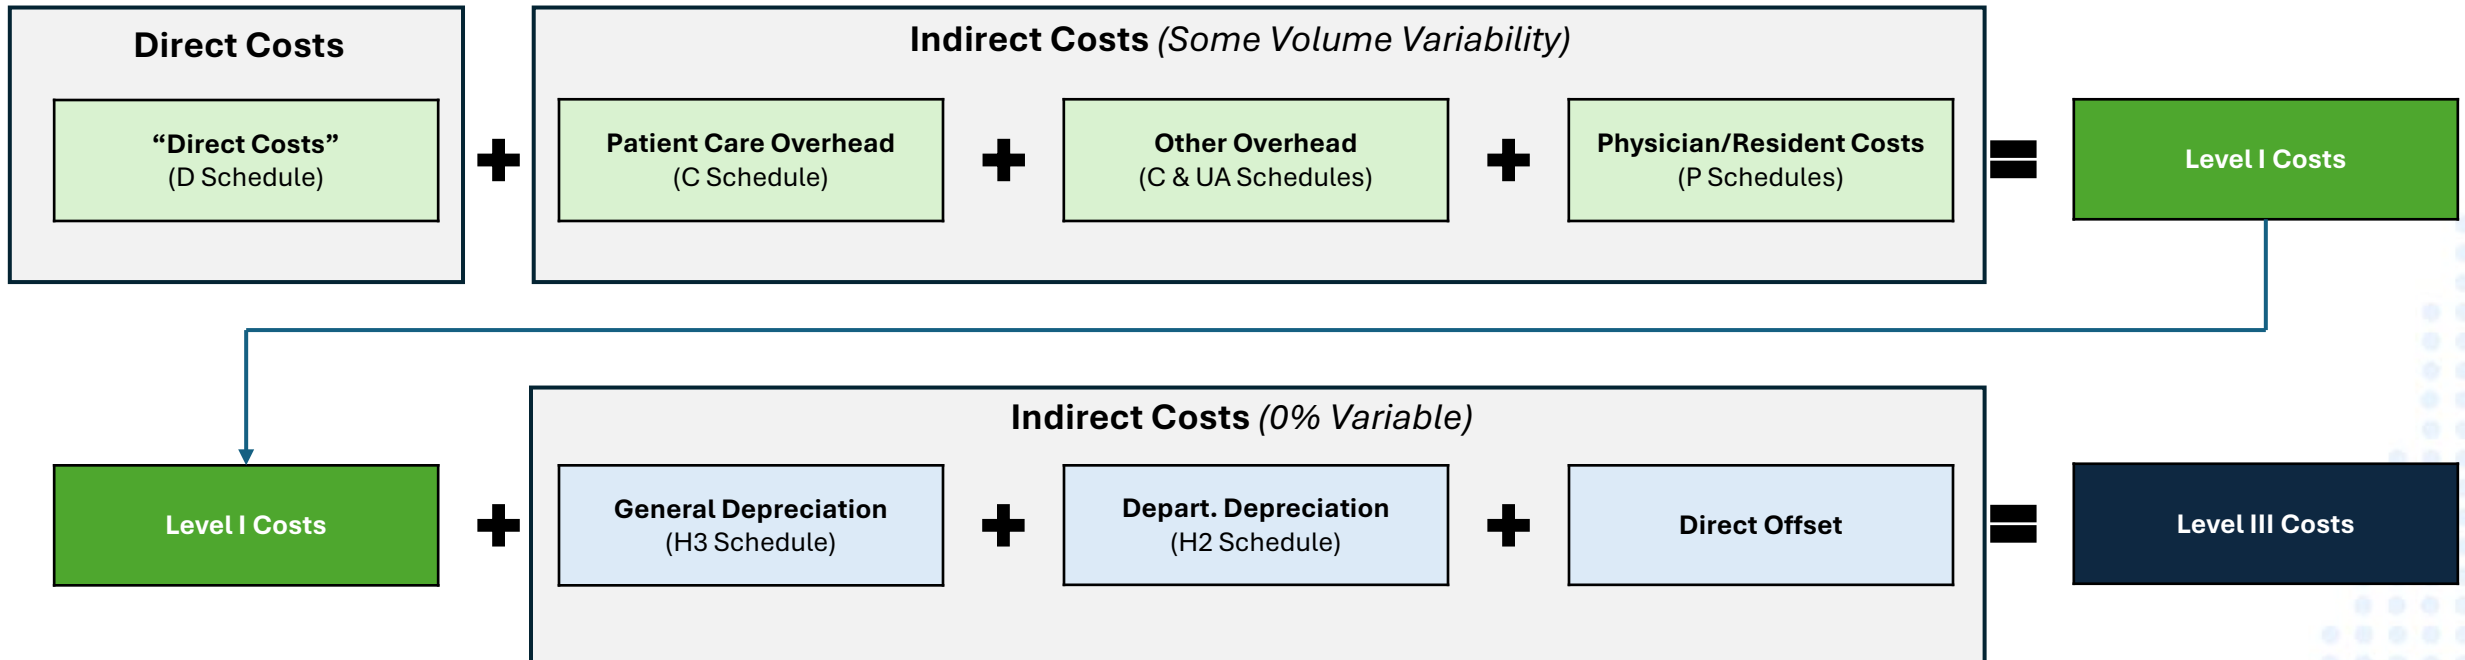 Direct Costs
Indirect Costs (Some Volume Variability)
“Direct Costs”
(D Schedule)
Patient Care Overhead
(C Schedule)
Other Overhead
(C & UA Schedules)
Physician/Resident Costs
(P Schedules)
Level I Costs
Indirect Costs (0% Variable)
Level I Costs
General Depreciation
(H3 Schedule)
Depart. Depreciation
(H2 Schedule)
Direct Offset
Level III Costs